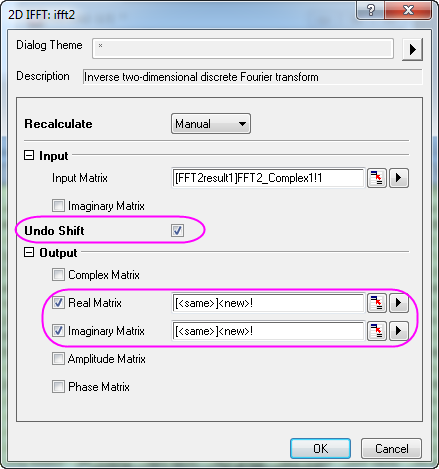 2D IFFT: ifft2
Dialog Theme *
Description Inverse two-dimensional discrete Fourier transform
Recalculate Manual
Input
Input Matrix [FFT2result1]FFT2_Complex1!1
Imaginary Matrix
Undo Shift
Output
Complex Matrix
Real Matrix [<same>]<new>!
Imaginary Matrix [<same>]<new>!
Amplitude Matrix
Phase Matrix
OK Cancel